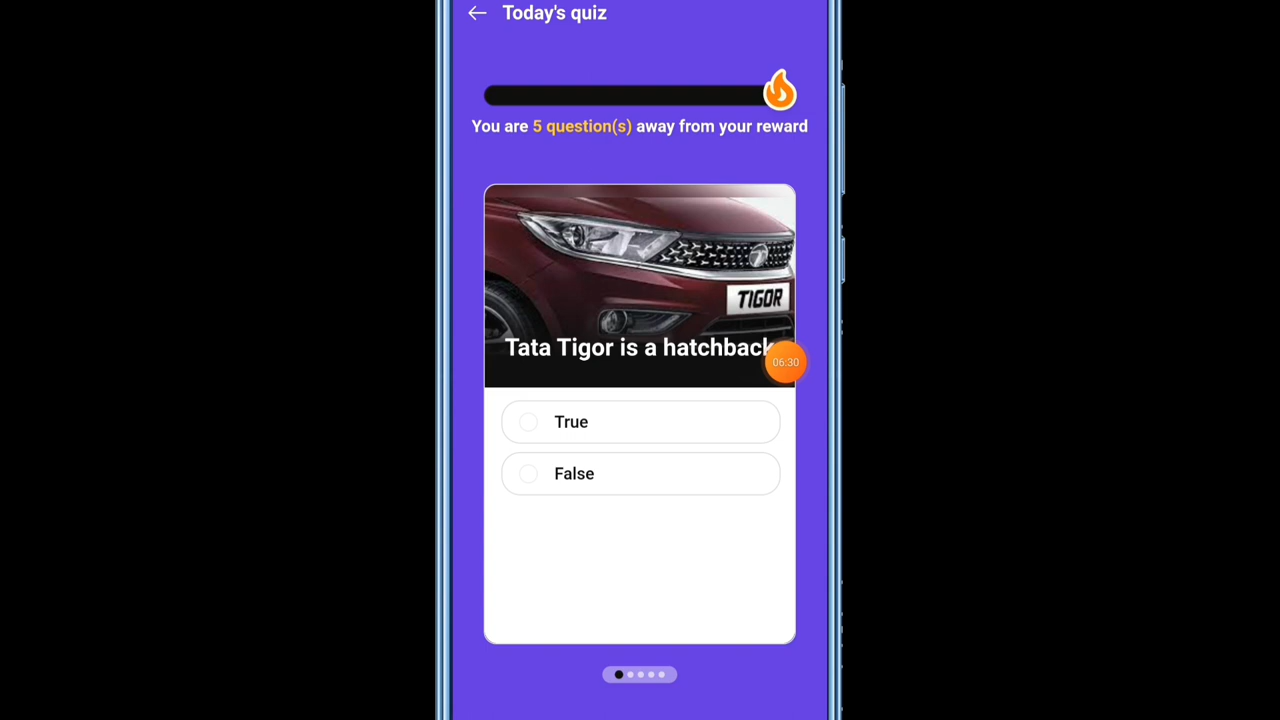 Today's quiz
You are 5 question(s) away from your reward
TIGOR
Tata Tigor is a hatchback
06:30
True
False